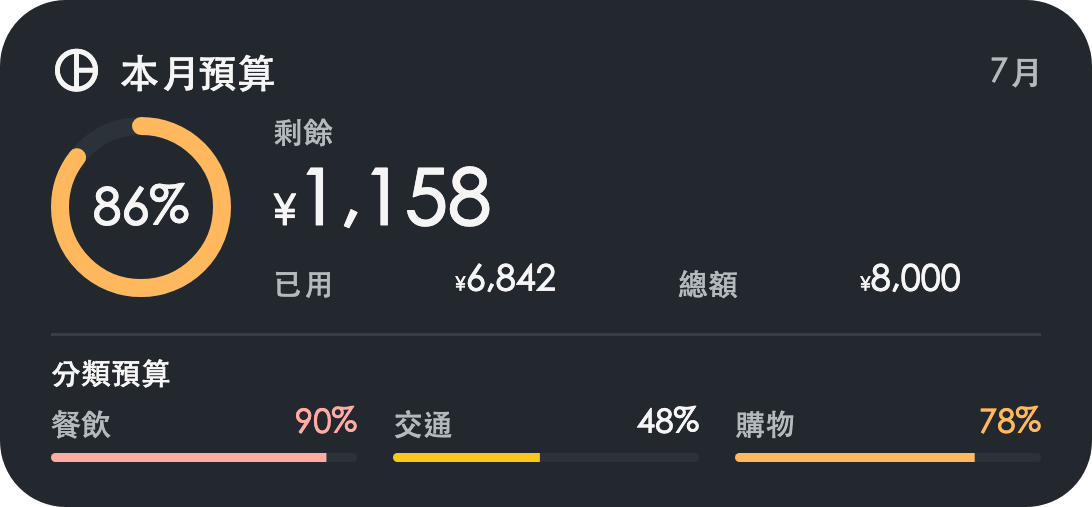 本月預算
7月
86%
剩餘
¥1,158
已用 ¥6,842 總額 ¥8,000
分類預算
餐飲 90% 交通 48% 購物 78%